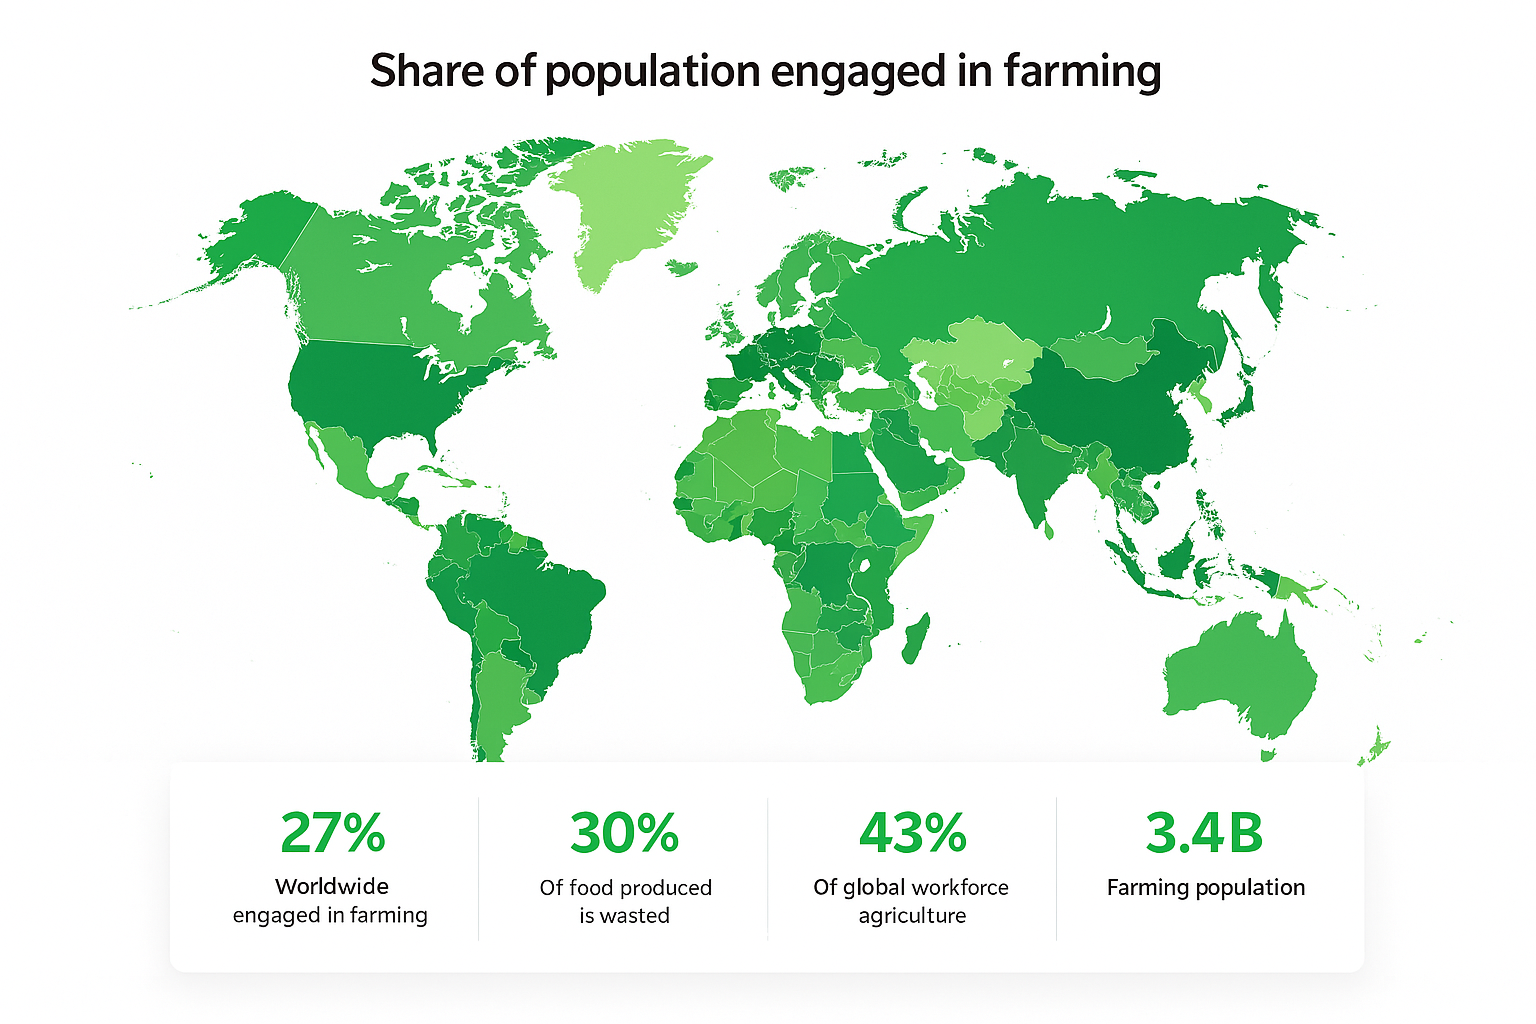 Share of population engaged in farming
27%
Worldwide
engaged in farming
30%
Of food produced
is wasted
43%
Of global workforce
agriculture
3.4B
Farming population